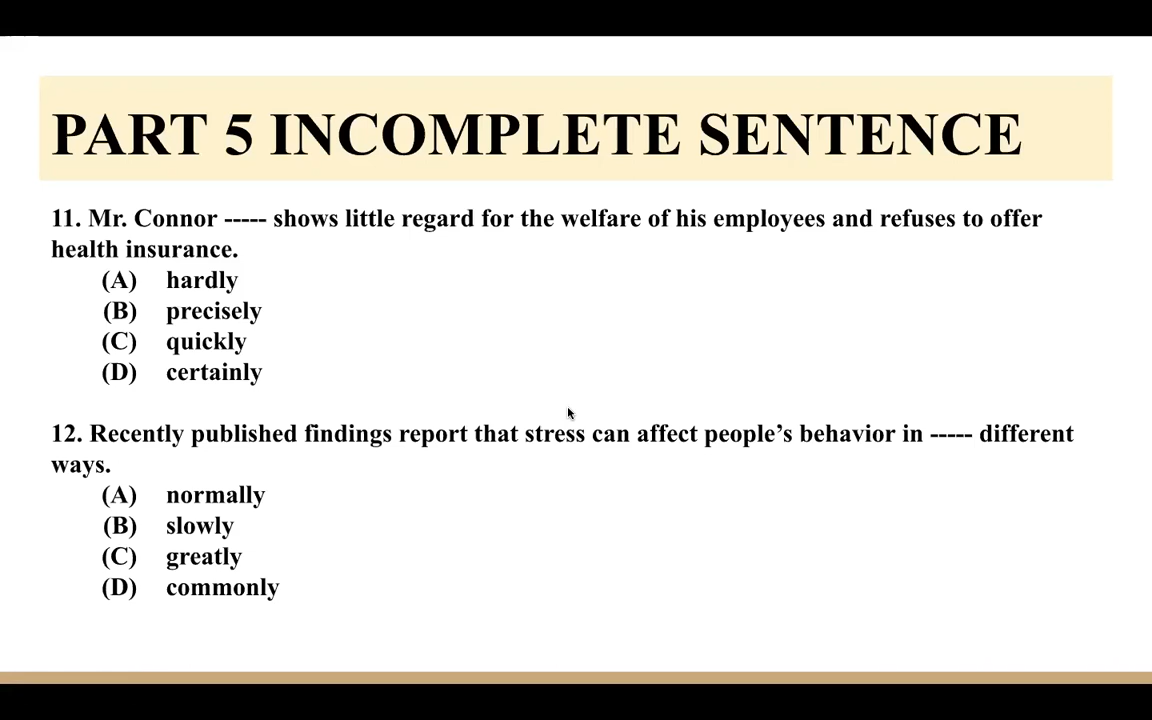 PART 5 INCOMPLETE SENTENCE
11. Mr. Connor ----- shows little regard for the welfare of his employees and refuses to offer
health insurance.
(A) hardly
(B) precisely
(C) quickly
(D) certainly
12. Recently published findings report that stress can affect people’s behavior in ----- different
ways.
(A) normally
(B) slowly
(C) greatly
(D) commonly